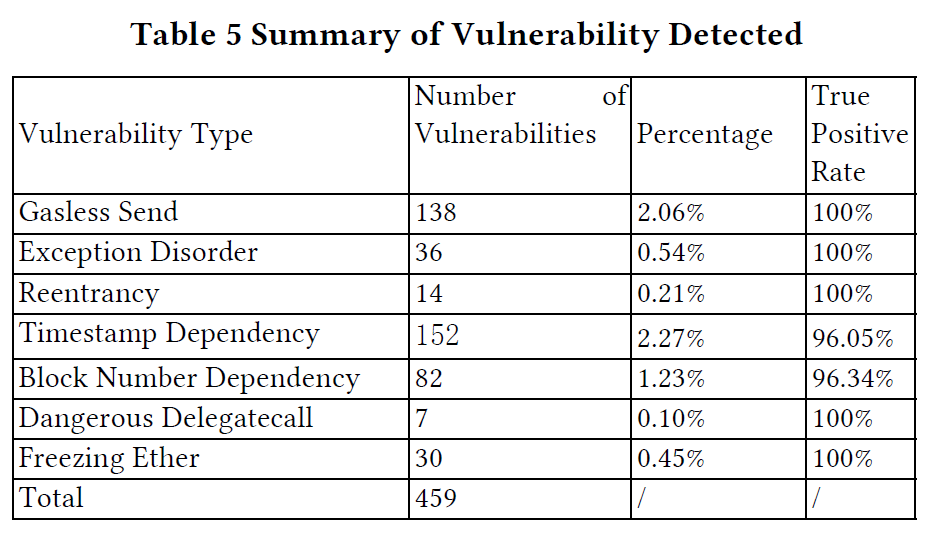 Table 5 Summary of Vulnerability Detected
Vulnerability Type Number of Vulnerabilities Percentage True Positive Rate
Gasless Send 138 2.06% 100%
Exception Disorder 36 0.54% 100%
Reentrancy 14 0.21% 100%
Timestamp Dependency 152 2.27% 96.05%
Block Number Dependency 82 1.23% 96.34%
Dangerous Delegatecall 7 0.10% 100%
Freezing Ether 30 0.45% 100%
Total 459 / /